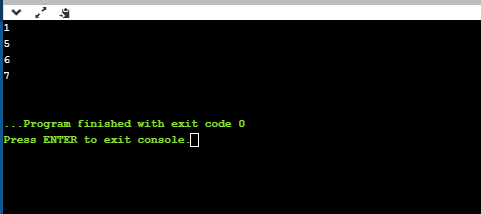 1
5
6
7
...Program finished with exit code 0
Press ENTER to exit console.